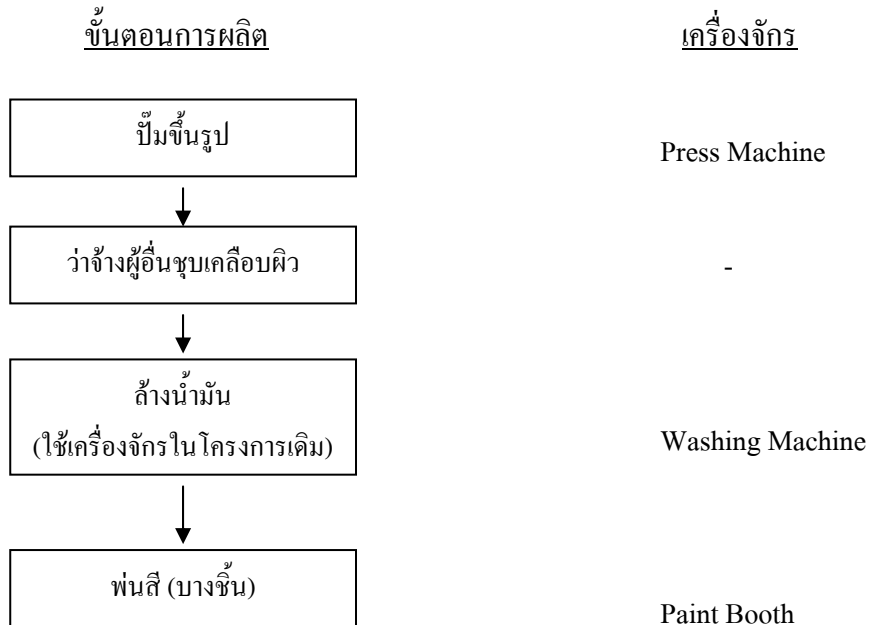 ขั้นตอนการผลิต เครื่องจักร
ปั๊มขึ้นรูป Press Machine
ว่าจ้างผู้อื่นชุบเคลือบผิว -
ล้างน้ำมัน
(ใช้เครื่องจักรในโครงการเดิม) Washing Machine
พ่นสี (บางชิ้น)
Paint Booth